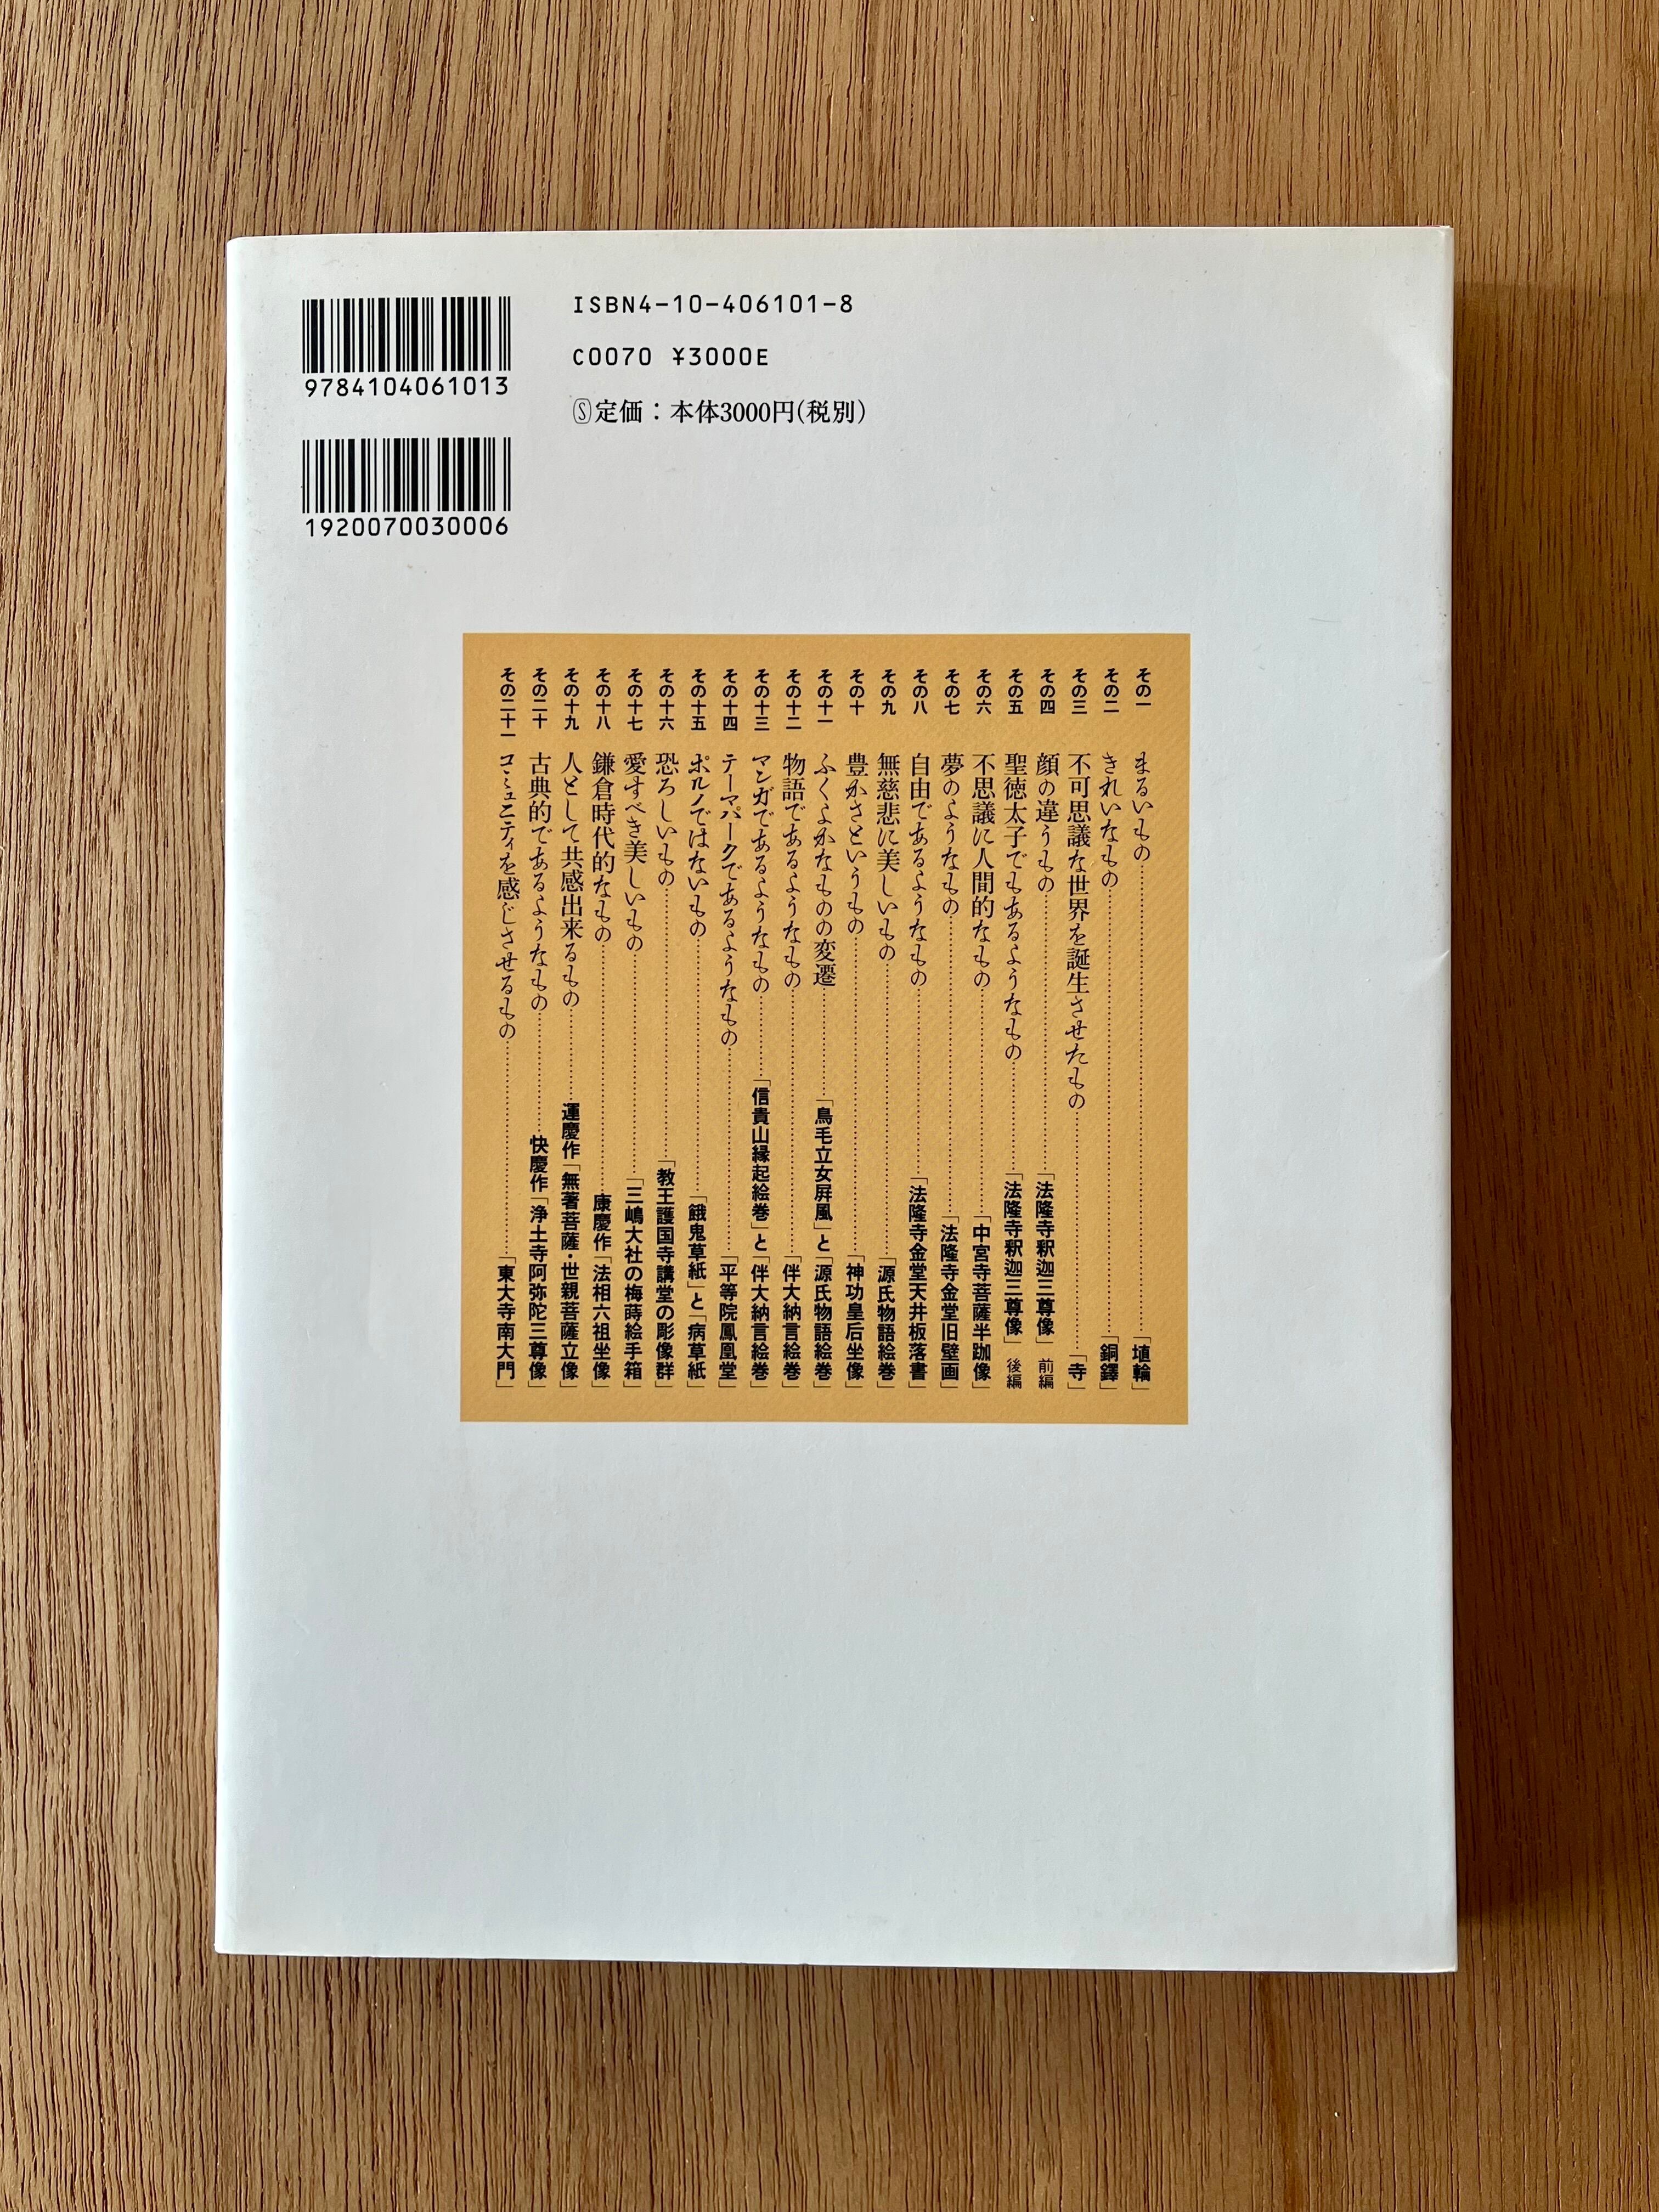 ISBN4-10-406101-8
C0070 ¥3000E
Ⓢ定価：本体3000円(税別)
9784104061013
1920070030006
その一 まるいもの……「埴輪」
その二 きれいなもの……「銅鐸」
その三 不可思議な世界を誕生させたもの……「寺」
その四 顔の違うもの……「法隆寺釈迦三尊像」前編
その五 聖徳太子でもあるようなもの……「法隆寺釈迦三尊像」後編
その六 不思議に人間的なもの……「中宮寺菩薩半跏像」
その七 夢のようなもの……「法隆寺金堂旧壁画」
その八 自由であるようなもの……「法隆寺金堂天井板落書」
その九 無慈悲に美しいもの……「源氏物語絵巻」
その十 豊かさというもの……「神功皇后坐像」
その十一 ふくよかなものの変遷……「鳥毛立女屛風」と「源氏物語絵巻」
その十二 物語であるようなもの……「伴大納言絵巻」
その十三 マンガであるようなもの……「信貴山縁起絵巻」と「伴大納言絵巻」
その十四 テーマパークであるようなもの……「平等院鳳凰堂」
その十五 ポルノではないもの……「餓鬼草紙」と「病草紙」
その十六 恐ろしいもの……「教王護国寺講堂の彫像群」
その十七 愛すべき美しいもの……「三嶋大社の梅蒔絵手箱」
その十八 鎌倉時代的なもの……康慶作「法相六祖坐像」
その十九 人として共感出来るもの……運慶作「無著菩薩・世親菩薩立像」
その二十 古典的であるようなもの……快慶作「浄土寺阿弥陀三尊像」
その二十一 コミュニティを感じさせるもの……「東大寺南大門」